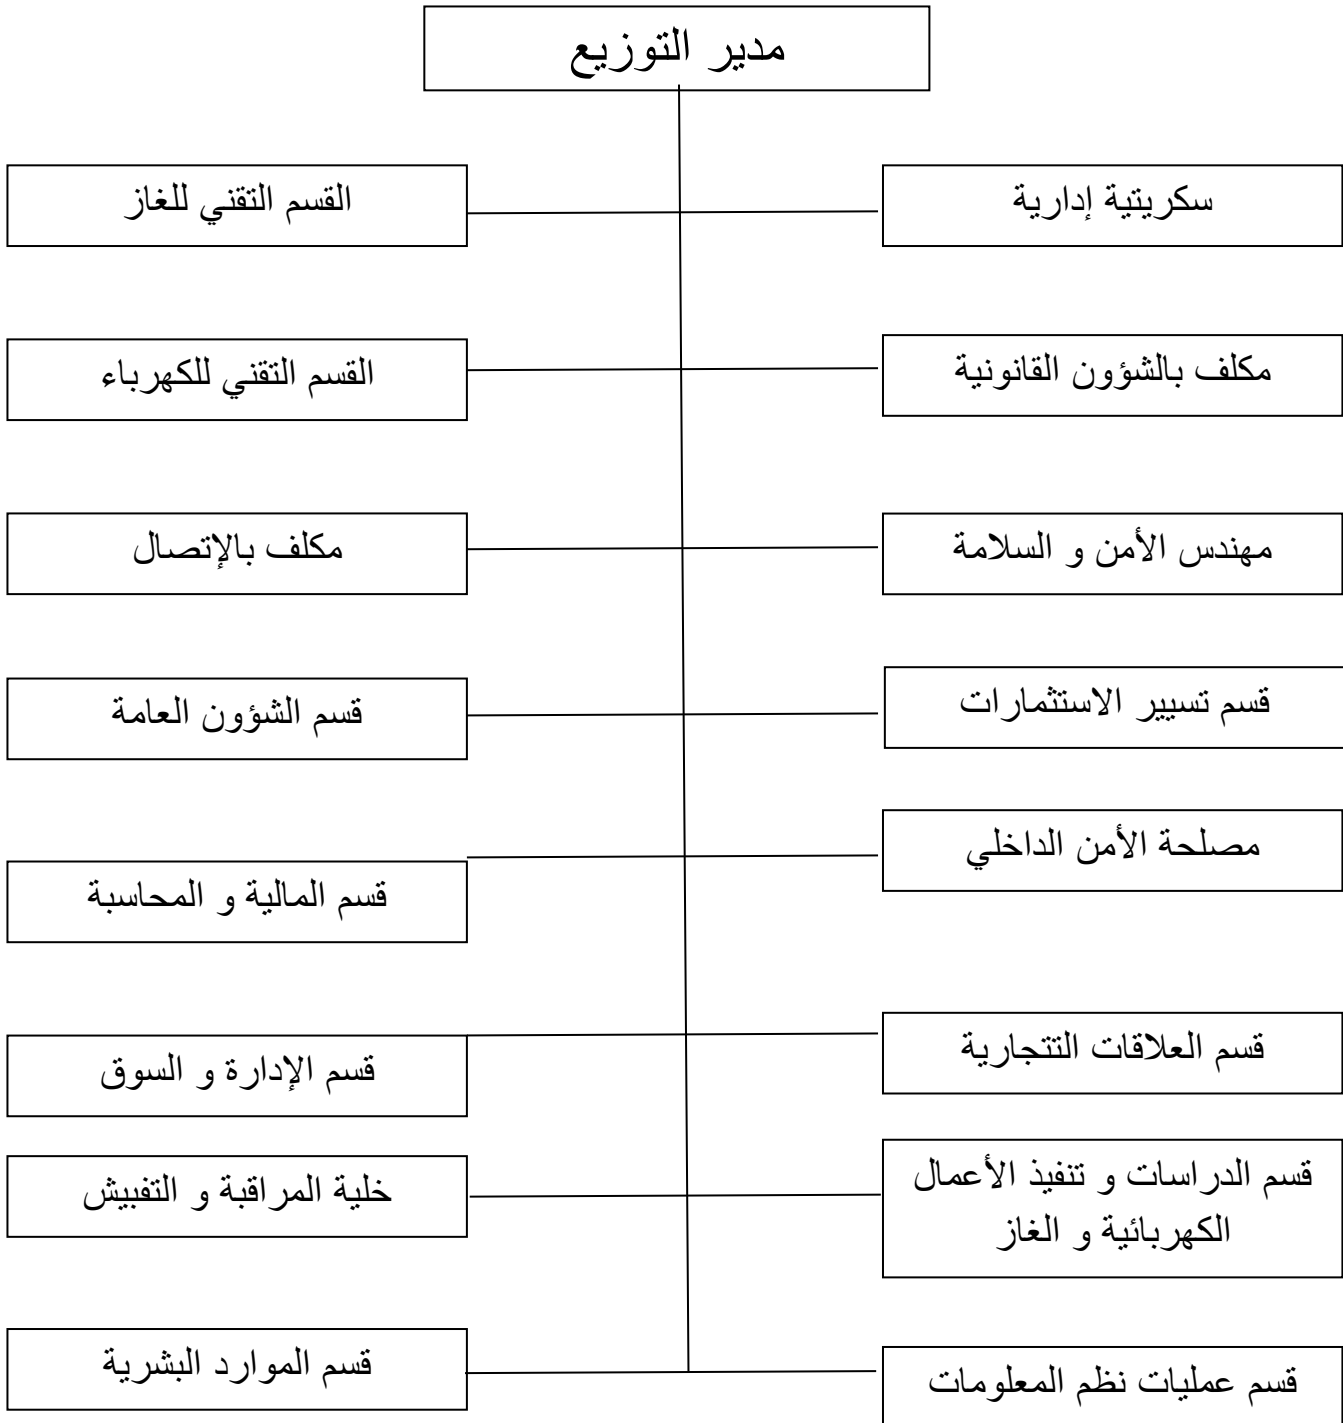 مدير التوزيع
سكريتية إدارية
القسم التقني للغاز
مكلف بالشؤون القانونية
القسم التقني للكهرباء
مهندس الأمن و السلامة
مكلف بالإتصال
قسم تسيير الاستثمارات
قسم الشؤون العامة
مصلحة الأمن الداخلي
قسم المالية و المحاسبة
قسم العلاقات التتجارية
قسم الإدارة و السوق
قسم الدراسات و تنفيذ الأعمال
الكهربائية و الغاز
خلية المراقبة و التفبيش
قسم عمليات نظم المعلومات
قسم الموارد البشرية